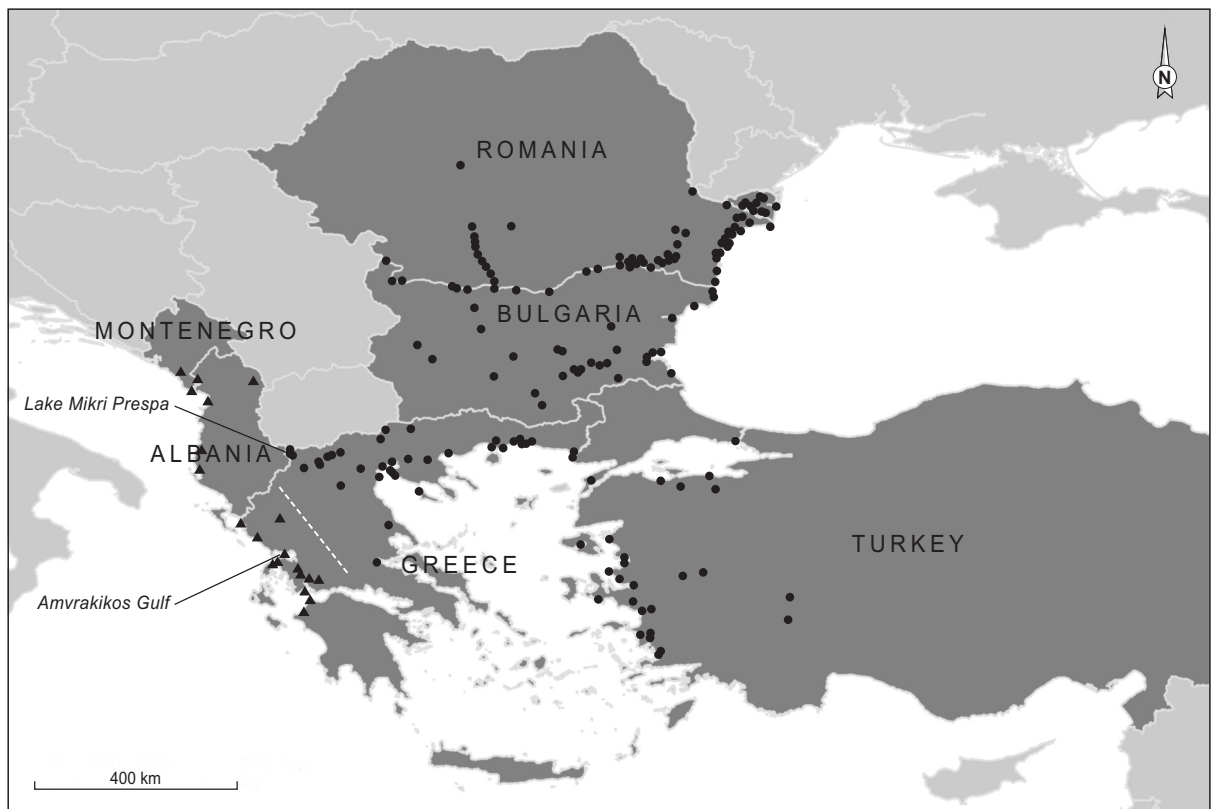 N
ROMANIA
BULGARIA
MONTENEGRO
Lake Mikri Prespa
ALBANIA
TURKEY
GREECE
Amvrakikos Gulf
400 km